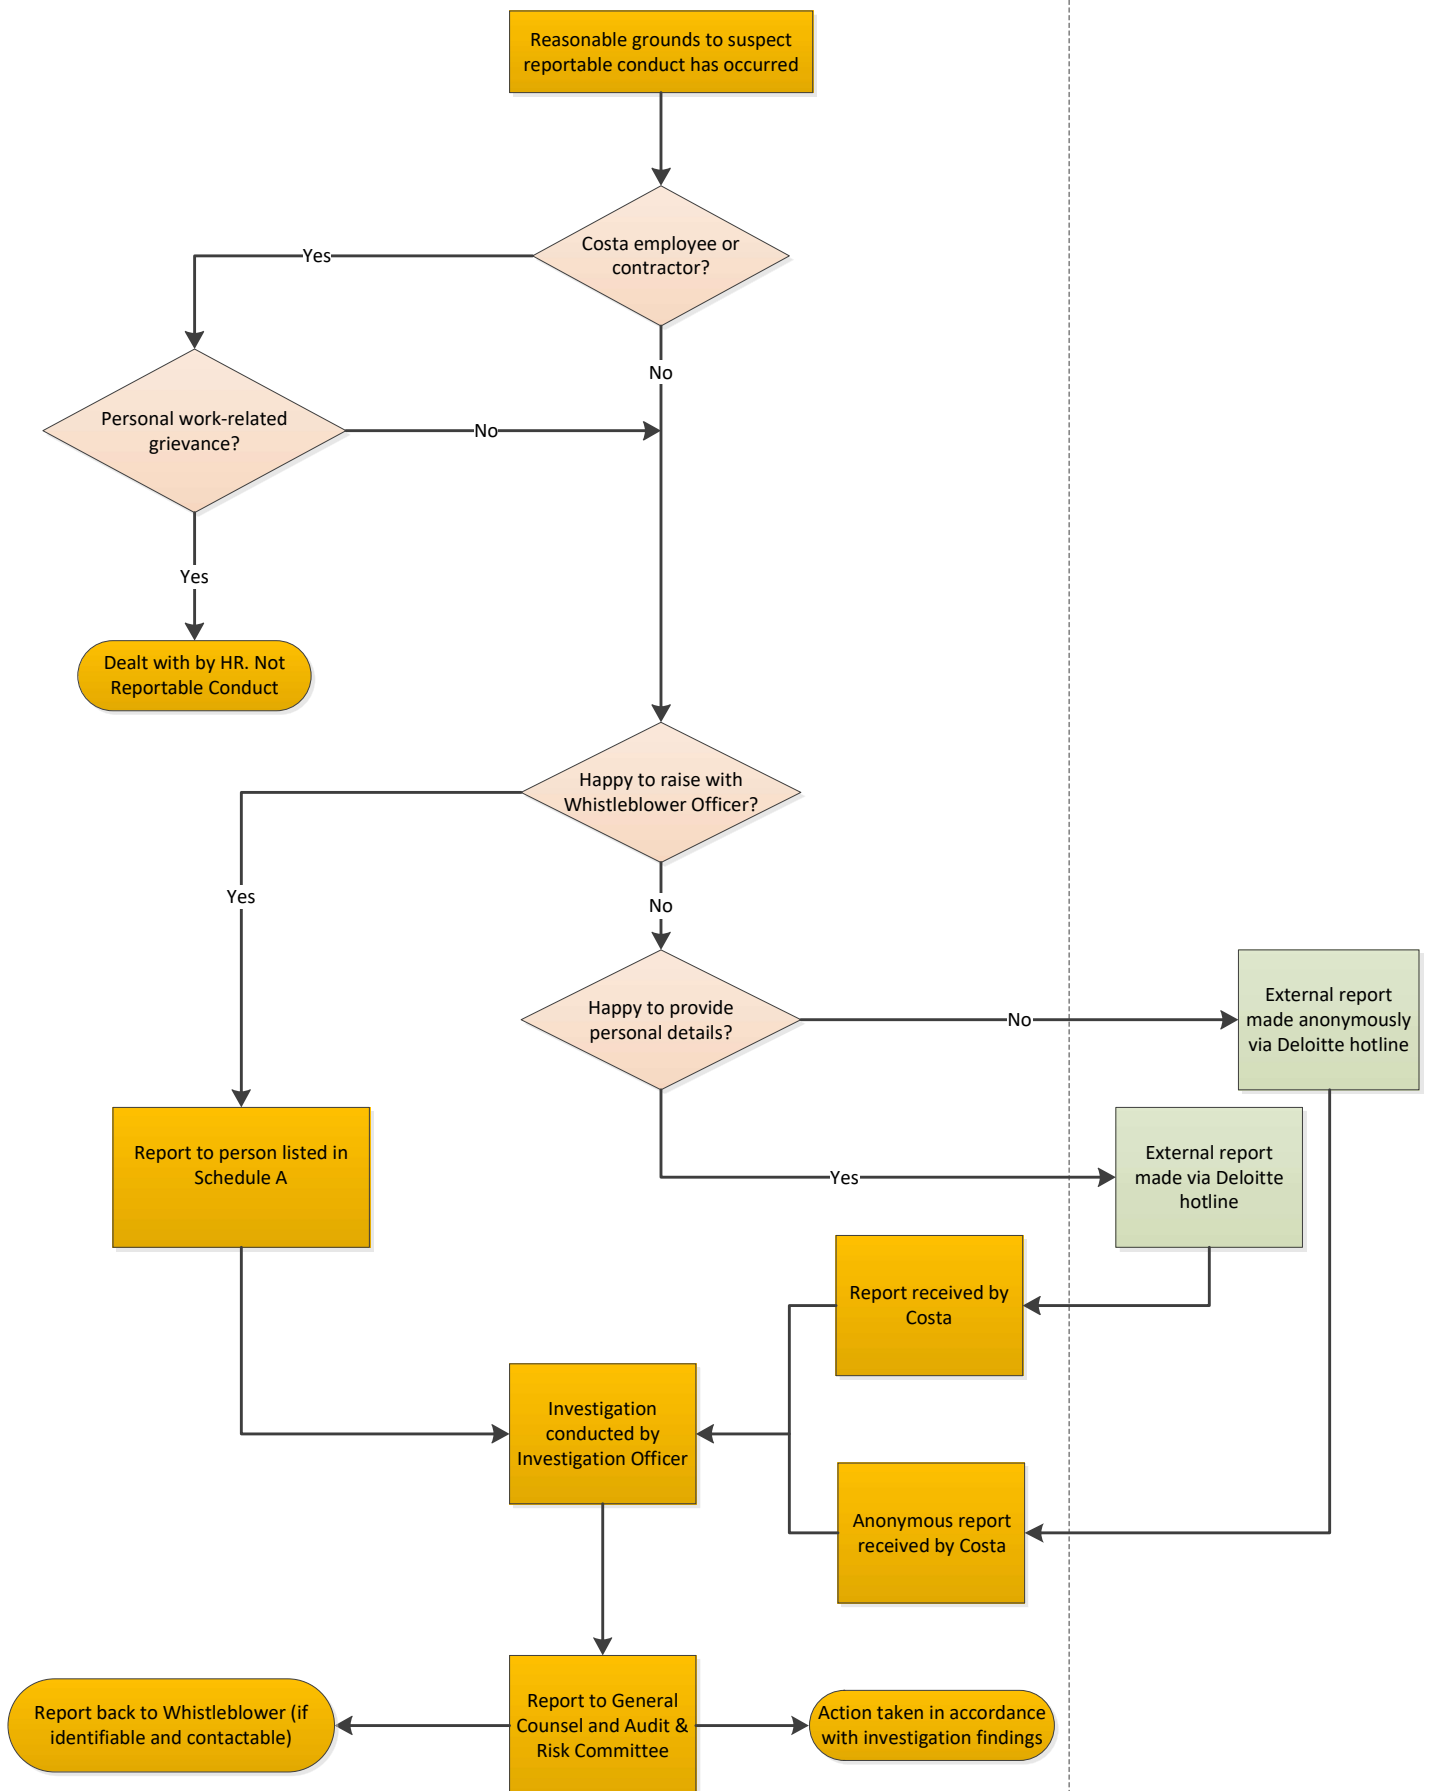 Reasonable grounds to suspect
reportable conduct has occurred
Costa employee or
contractor?
Yes
No
Personal work-related
grievance?
No
Yes
Dealt with by HR. Not
Reportable Conduct
Happy to raise with
Whistleblower Officer?
Yes
No
Happy to provide
personal details?
No
External report
made anonymously
via Deloitte hotline
Report to person listed in
Schedule A
Yes
External report
made via Deloitte
hotline
Report received by
Costa
Investigation
conducted by
Investigation Officer
Anonymous report
received by Costa
Report back to Whistleblower (if
identifiable and contactable)
Report to General
Counsel and Audit &
Risk Committee
Action taken in accordance
with investigation findings